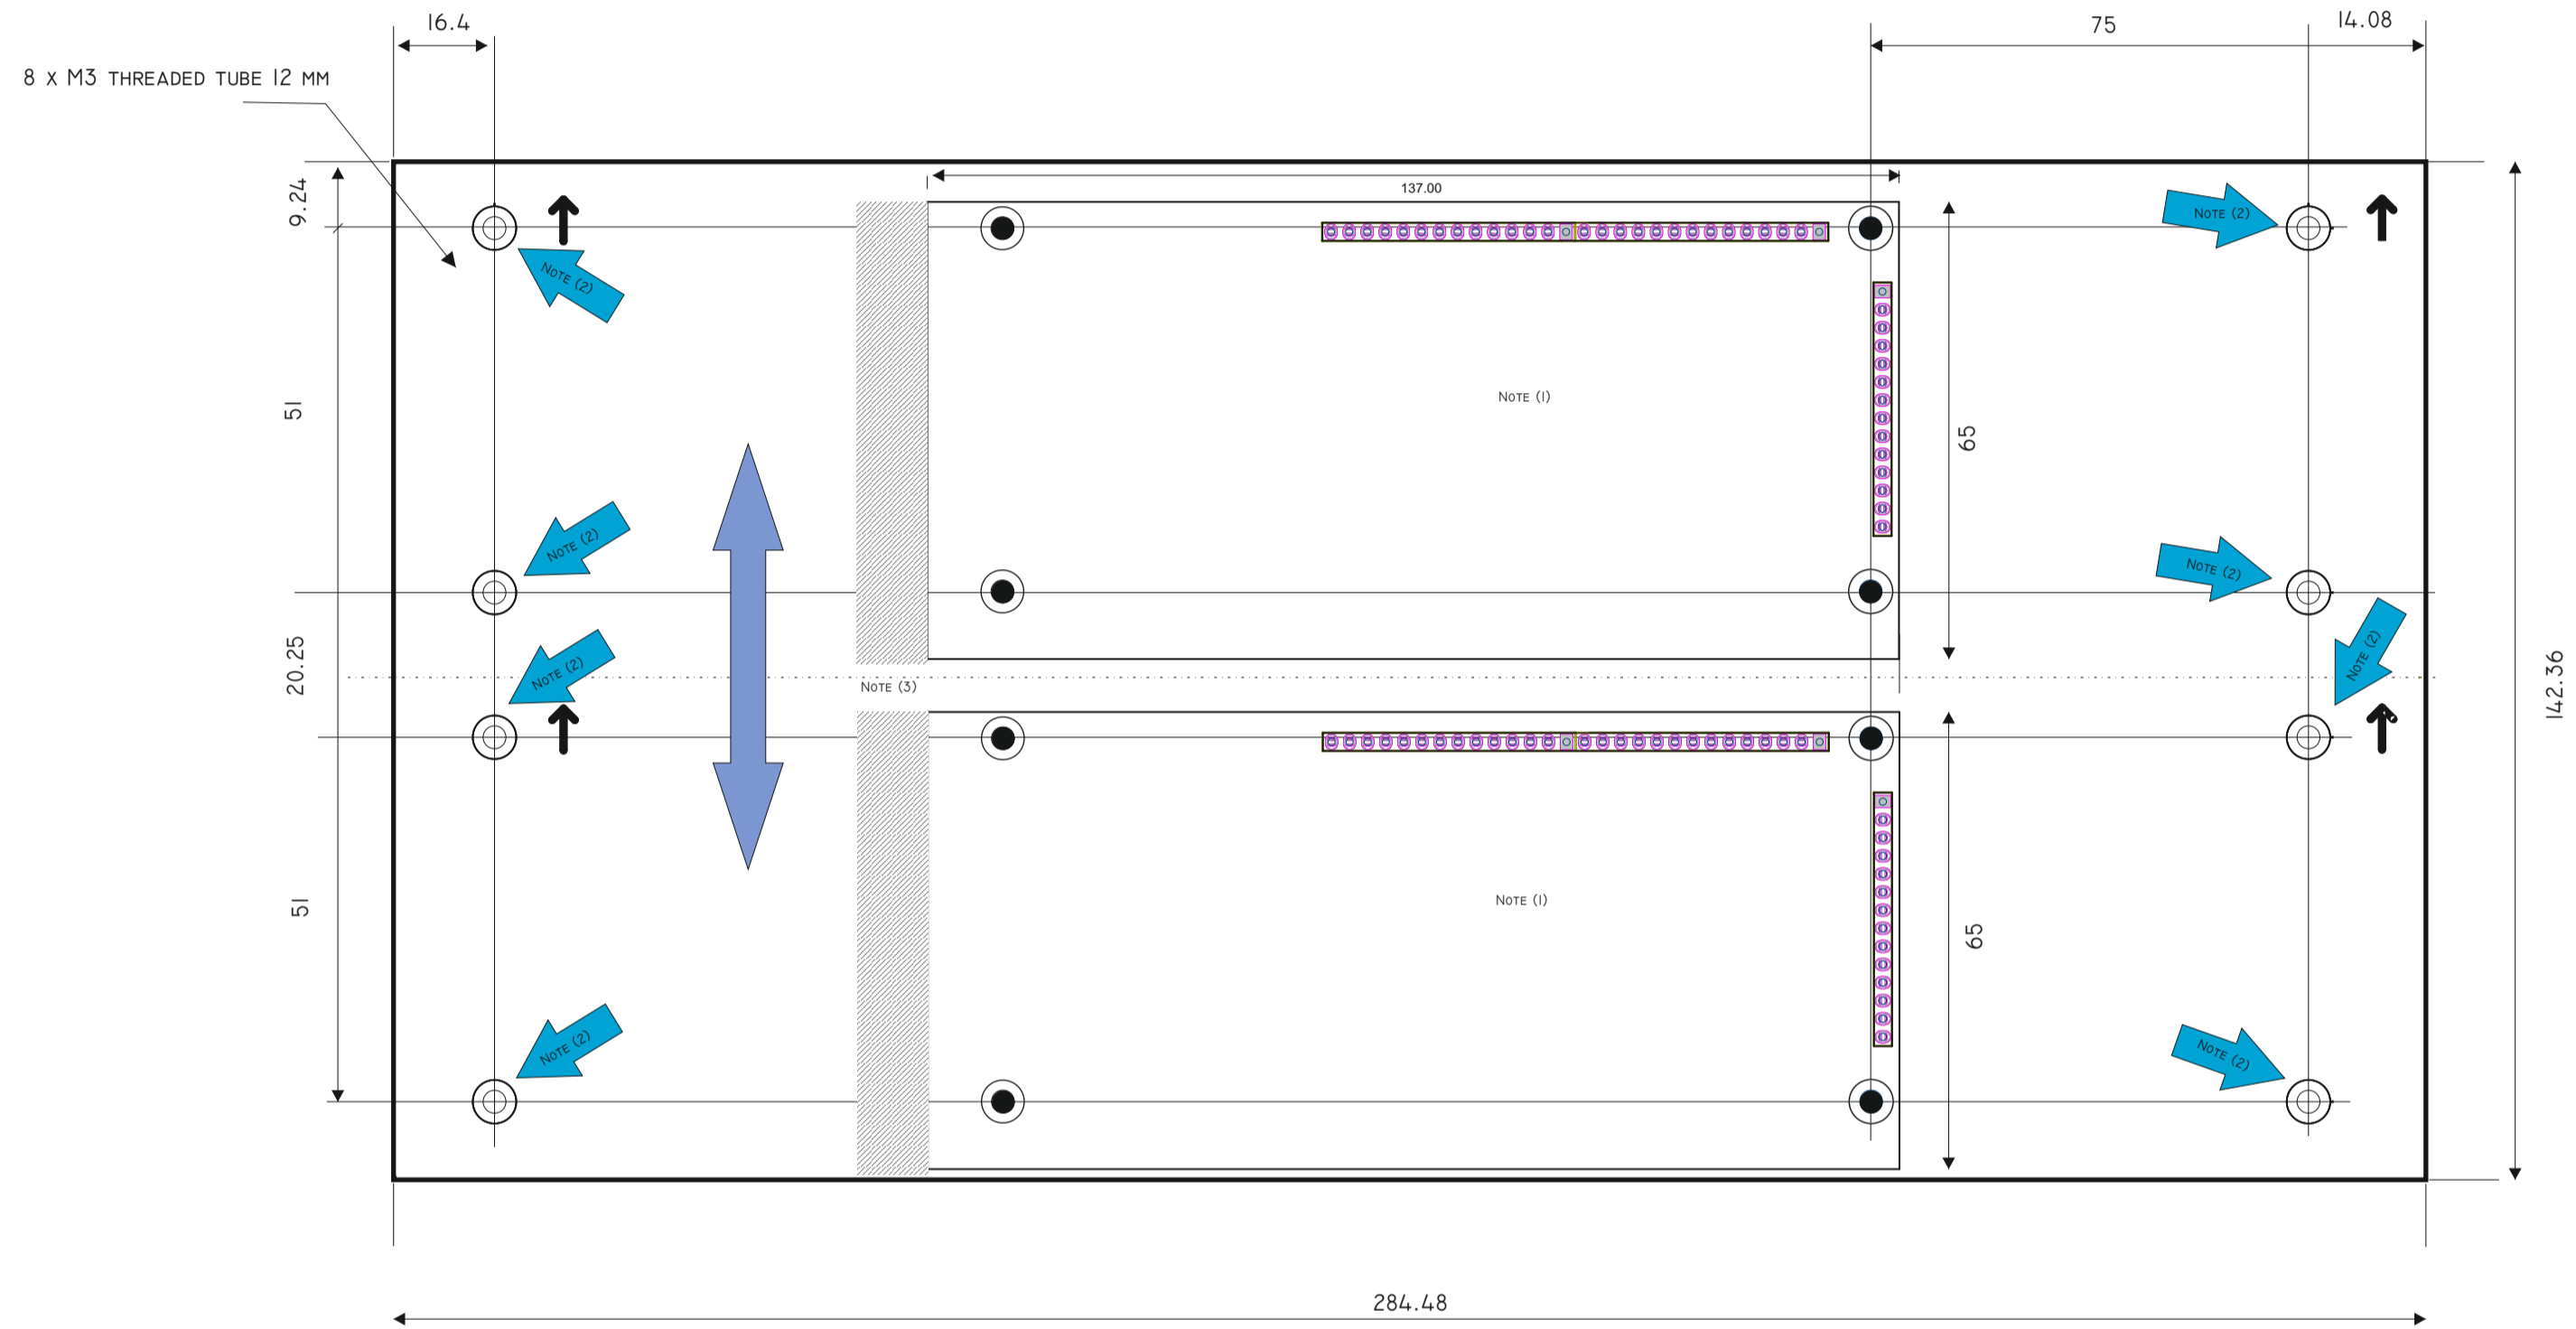 16.4
75
14.08
8 X M3 THREADED TUBE 12 MM
9.24
137.00
NOTE (2)
NOTE (2)
NOTE (1)
51
65
NOTE (2)
NOTE (2)
NOTE (2)
20.25
NOTE (2)
NOTE (3)
142.36
NOTE (1)
51
65
NOTE (2)
NOTE (2)
284.48